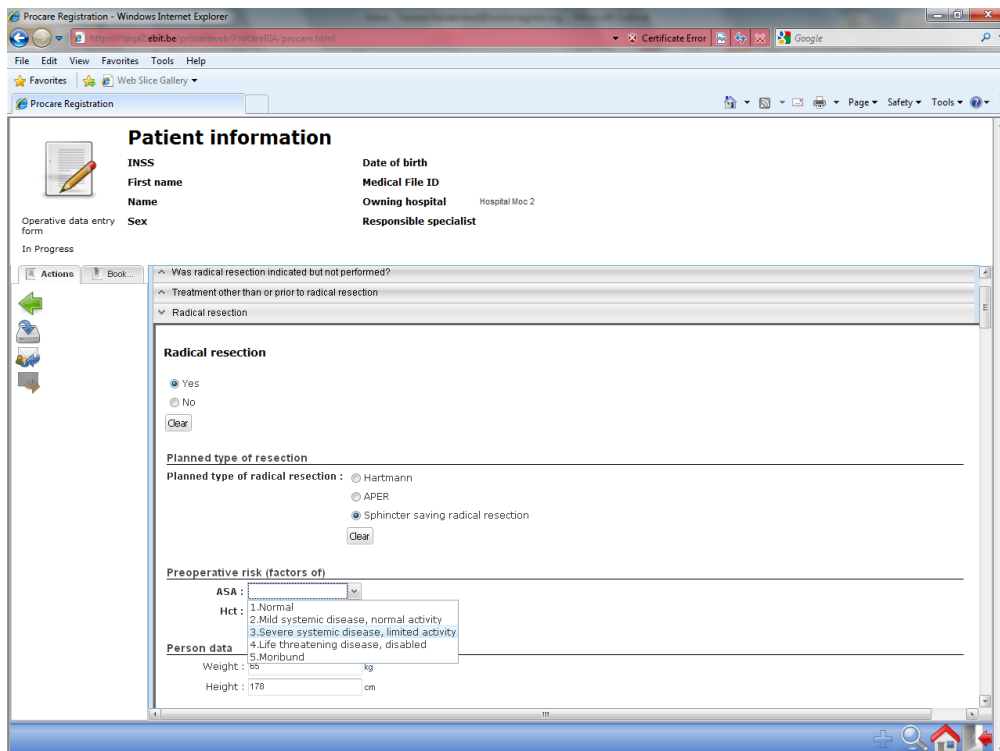 Procare Registration - Windows Internet Explorer
https://spqa2.ebit.be/procareweb/ProcareRIA/procare.html
Certificate Error
Google
File Edit View Favorites Tools Help
Favorites Web Slice Gallery
Procare Registration
Page Safety Tools
Patient information
INSS Date of birth
First name Medical File ID
Name Owning hospital Hospital Moc 2
Sex Responsible specialist
Operative data entry form
In Progress
Actions Book...
Was radical resection indicated but not performed?
Treatment other than or prior to radical resection
Radical resection
Radical resection
Yes
No
Clear
Planned type of resection
Planned type of radical resection : Hartmann
APER
Sphincter saving radical resection
Clear
Preoperative risk (factors of)
ASA :
Hct :
1.Normal
2.Mild systemic disease, normal activity
3.Severe systemic disease, limited activity
4.Life threatening disease, disabled
5.Moribund
Person data
Weight : 65 kg
Height : 178 cm